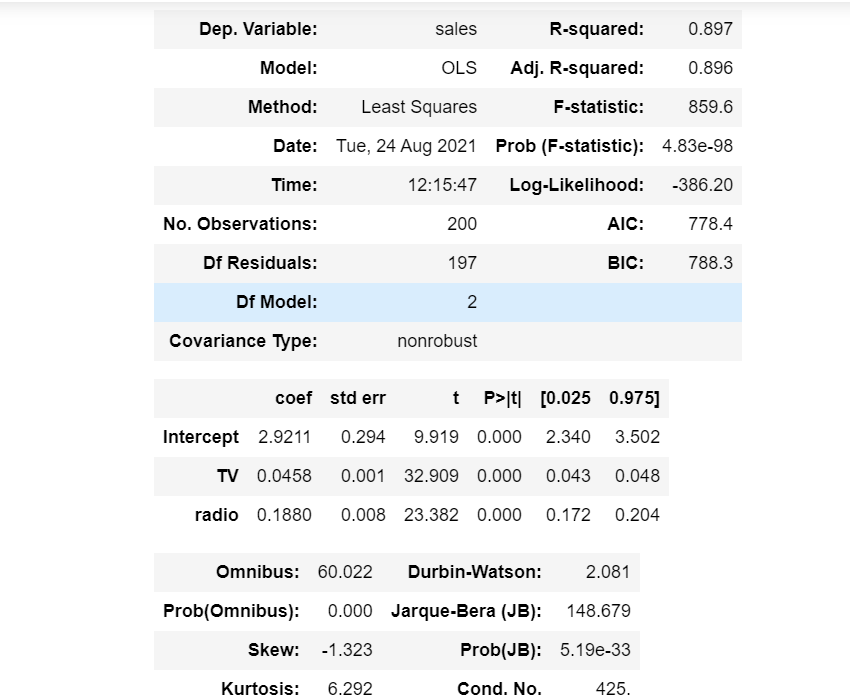 Dep. Variable: sales R-squared: 0.897
Model: OLS Adj. R-squared: 0.896
Method: Least Squares F-statistic: 859.6
Date: Tue, 24 Aug 2021 Prob (F-statistic): 4.83e-98
Time: 12:15:47 Log-Likelihood: -386.20
No. Observations: 200 AIC: 778.4
Df Residuals: 197 BIC: 788.3
Df Model: 2
Covariance Type: nonrobust
coef std err t P>|t| [0.025 0.975]
Intercept 2.9211 0.294 9.919 0.000 2.340 3.502
TV 0.0458 0.001 32.909 0.000 0.043 0.048
radio 0.1880 0.008 23.382 0.000 0.172 0.204
Omnibus: 60.022 Durbin-Watson: 2.081
Prob(Omnibus): 0.000 Jarque-Bera (JB): 148.679
Skew: -1.323 Prob(JB): 5.19e-33
Kurtosis: 6.292 Cond. No. 425.